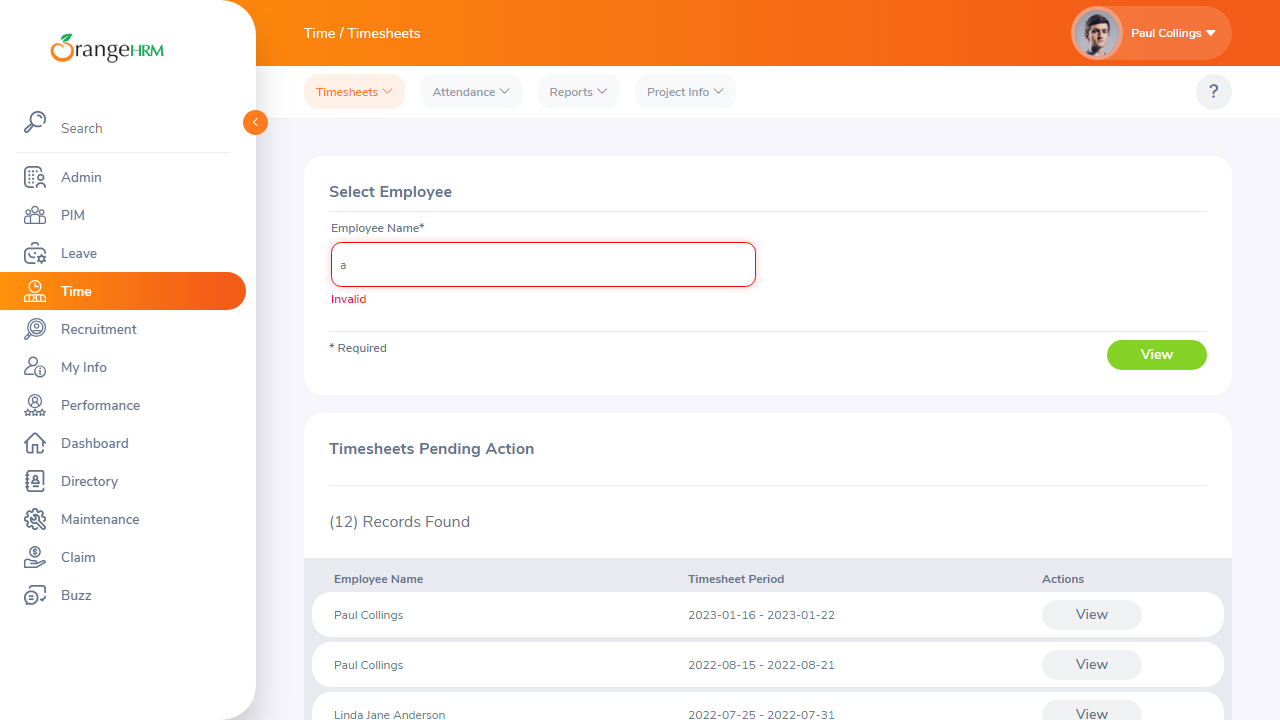 OrangeHRM
Time / Timesheets
Paul Collings
Timesheets
Attendance
Reports
Project Info
?
Search
Admin
PIM
Leave
Time
Recruitment
My Info
Performance
Dashboard
Directory
Maintenance
Claim
Buzz
Select Employee
Employee Name*
a
Invalid
* Required
View
Timesheets Pending Action
(12) Records Found
Employee Name Timesheet Period Actions
Paul Collings 2023-01-16 - 2023-01-22 View
Paul Collings 2022-08-15 - 2022-08-21 View
Linda Jane Anderson 2022-07-25 - 2022-07-31 View